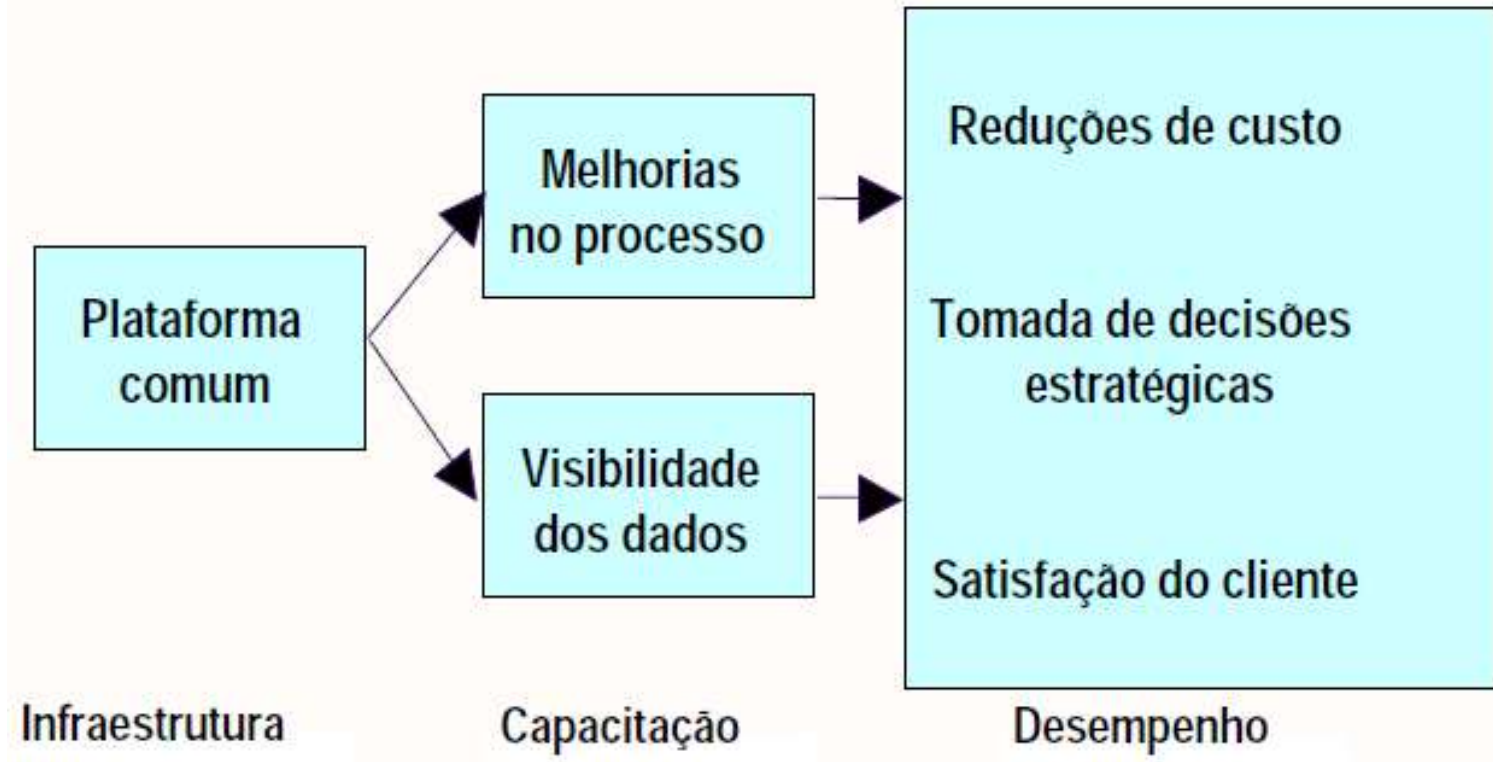 Plataforma
comum
Melhorias
no processo
Visibilidade
dos dados
Reduções de custo
Tomada de decisões
estratégicas
Satisfação do cliente
Infraestrutura
Capacitação
Desempenho